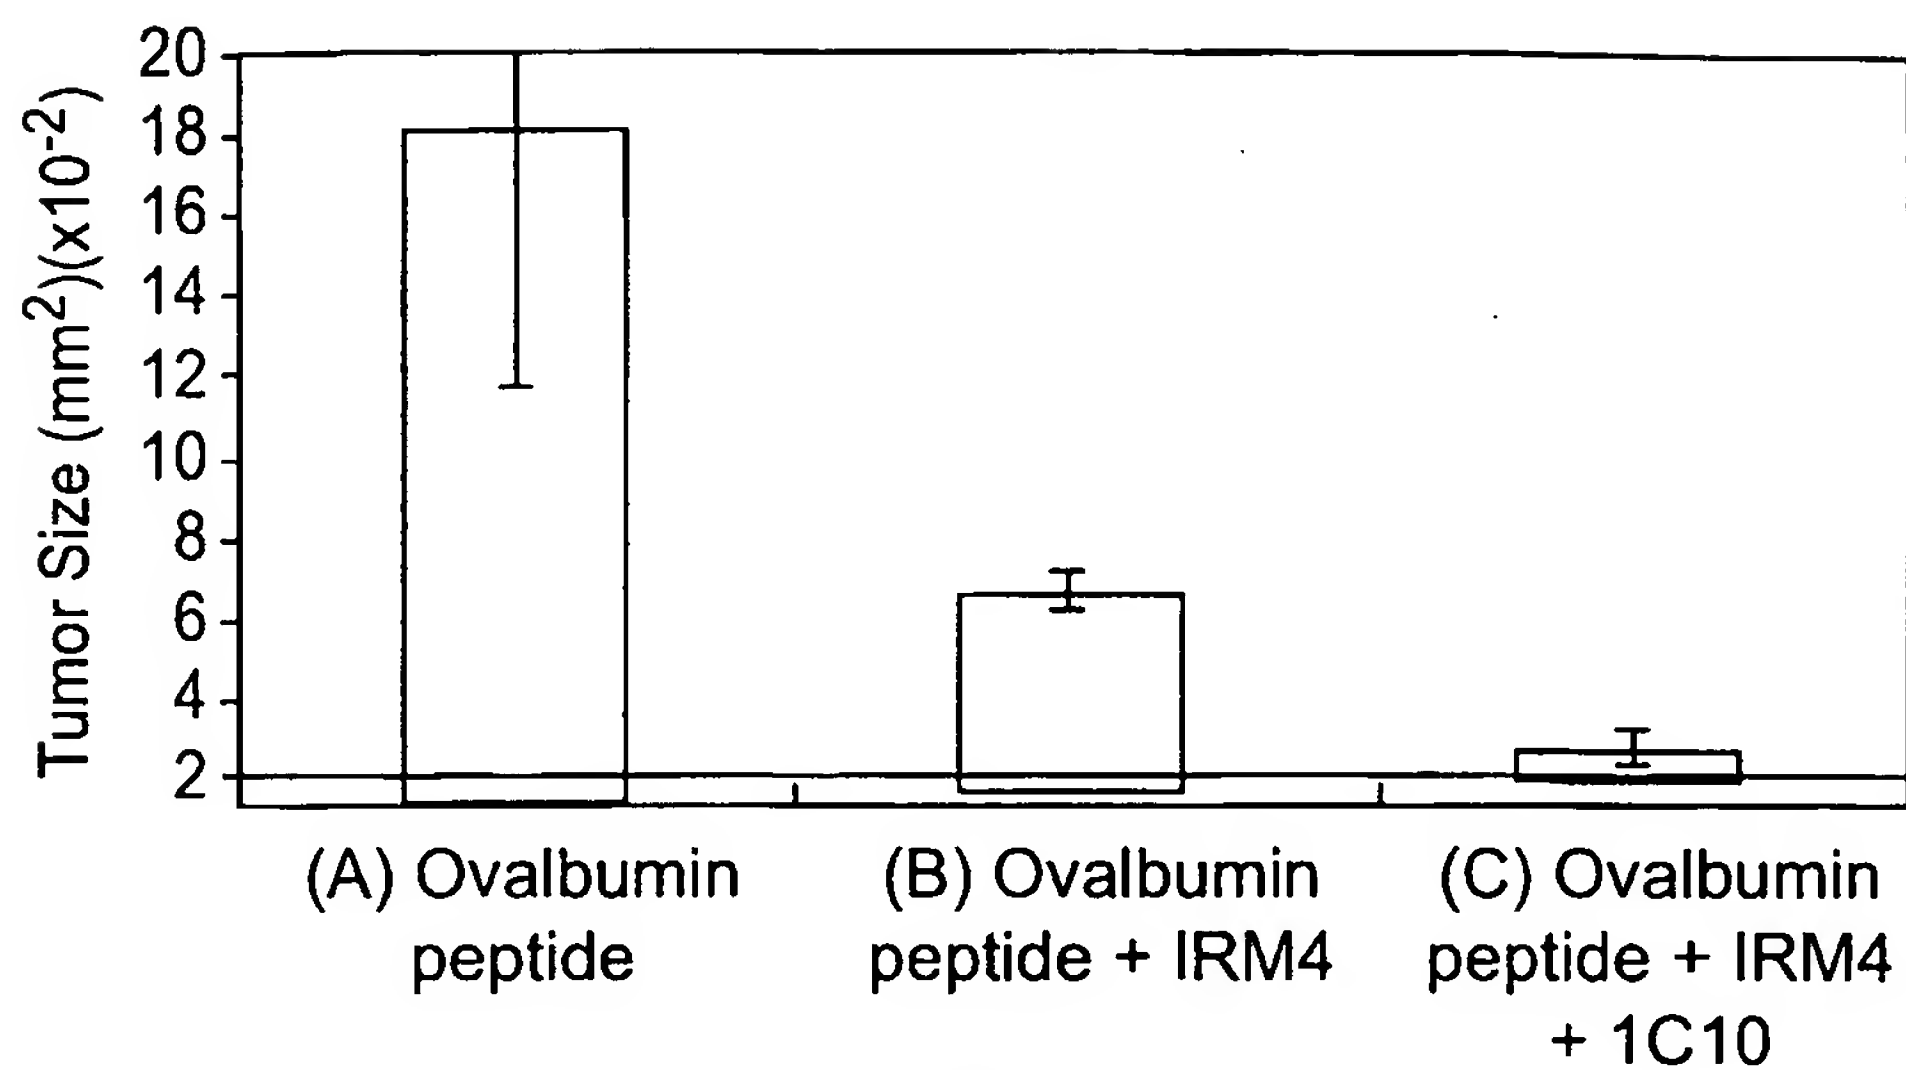 Tumor Size (mm²)(x10⁻²)
20
18
16
14
12
10
8
6
4
2
(A) Ovalbumin
peptide
(B) Ovalbumin
peptide + IRM4
(C) Ovalbumin
peptide + IRM4
+ 1C10